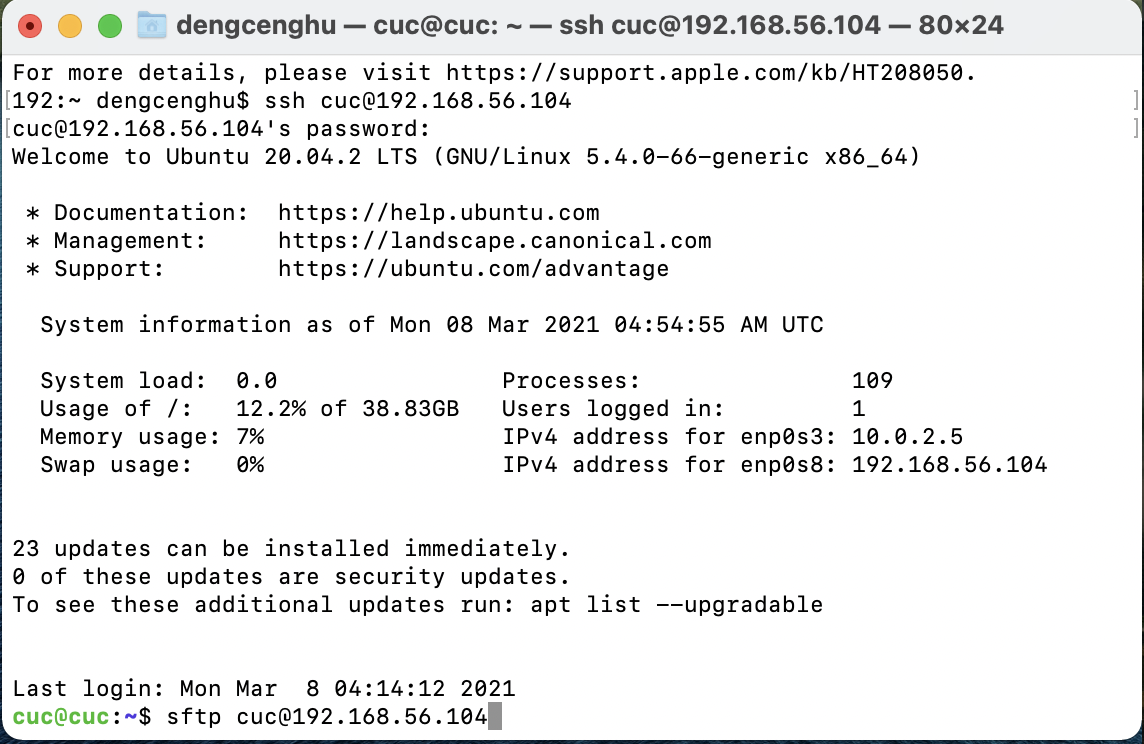 dengcenghu — cuc@cuc: ~ — ssh cuc@192.168.56.104 — 80×24
For more details, please visit https://support.apple.com/kb/HT208050.
[192:~ dengcenghu$ ssh cuc@192.168.56.104 ]
[cuc@192.168.56.104's password: ]
Welcome to Ubuntu 20.04.2 LTS (GNU/Linux 5.4.0-66-generic x86_64)
* Documentation:  https://help.ubuntu.com
* Management:     https://landscape.canonical.com
* Support:        https://ubuntu.com/advantage
System information as of Mon 08 Mar 2021 04:54:55 AM UTC
System load:  0.0                Processes:               109
Usage of /:   12.2% of 38.83GB   Users logged in:         1
Memory usage: 7%                 IPv4 address for enp0s3: 10.0.2.5
Swap usage:   0%                 IPv4 address for enp0s8: 192.168.56.104
23 updates can be installed immediately.
0 of these updates are security updates.
To see these additional updates run: apt list --upgradable
Last login: Mon Mar  8 04:14:12 2021
cuc@cuc:~$ sftp cuc@192.168.56.104